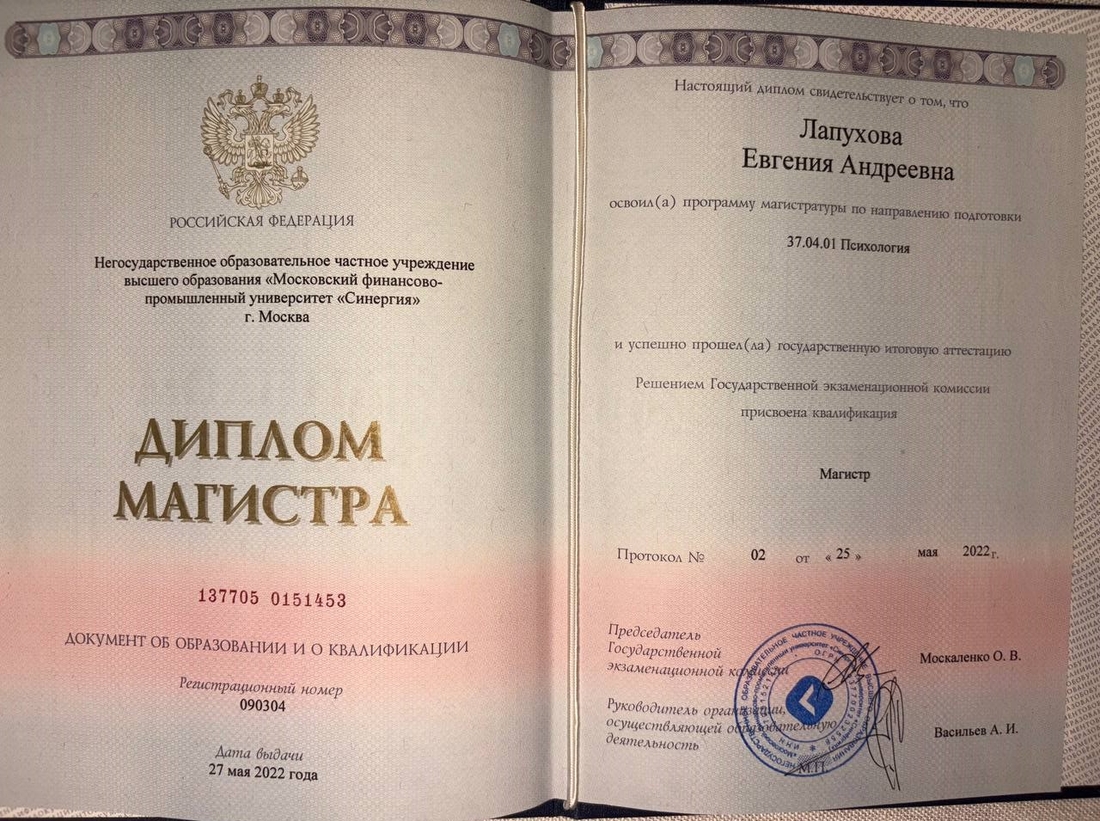 РОССИЙСКАЯ ФЕДЕРАЦИЯ
Негосударственное образовательное частное учреждение
высшего образования «Московский финансово-
промышленный университет «Синергия»
г. Москва
ДИПЛОМ
МАГИСТРА
137705 0151453
ДОКУМЕНТ ОБ ОБРАЗОВАНИИ И О КВАЛИФИКАЦИИ
Регистрационный номер
090304
Дата выдачи
27 мая 2022 года
Настоящий диплом свидетельствует о том, что
Лапухова
Евгения Андреевна
освоил(а) программу магистратуры по направлению подготовки
37.04.01 Психология
и успешно прошел(ла) государственную итоговую аттестацию
Решением Государственной экзаменационной комиссии
присвоена квалификация
Магистр
Протокол № 02 от « 25 » мая 2022 г.
Председатель
Государственной
экзаменационной комиссии
Москаленко О. В.
Руководитель организации,
осуществляющей образовательную
деятельность
Васильев А. И.
М.П.